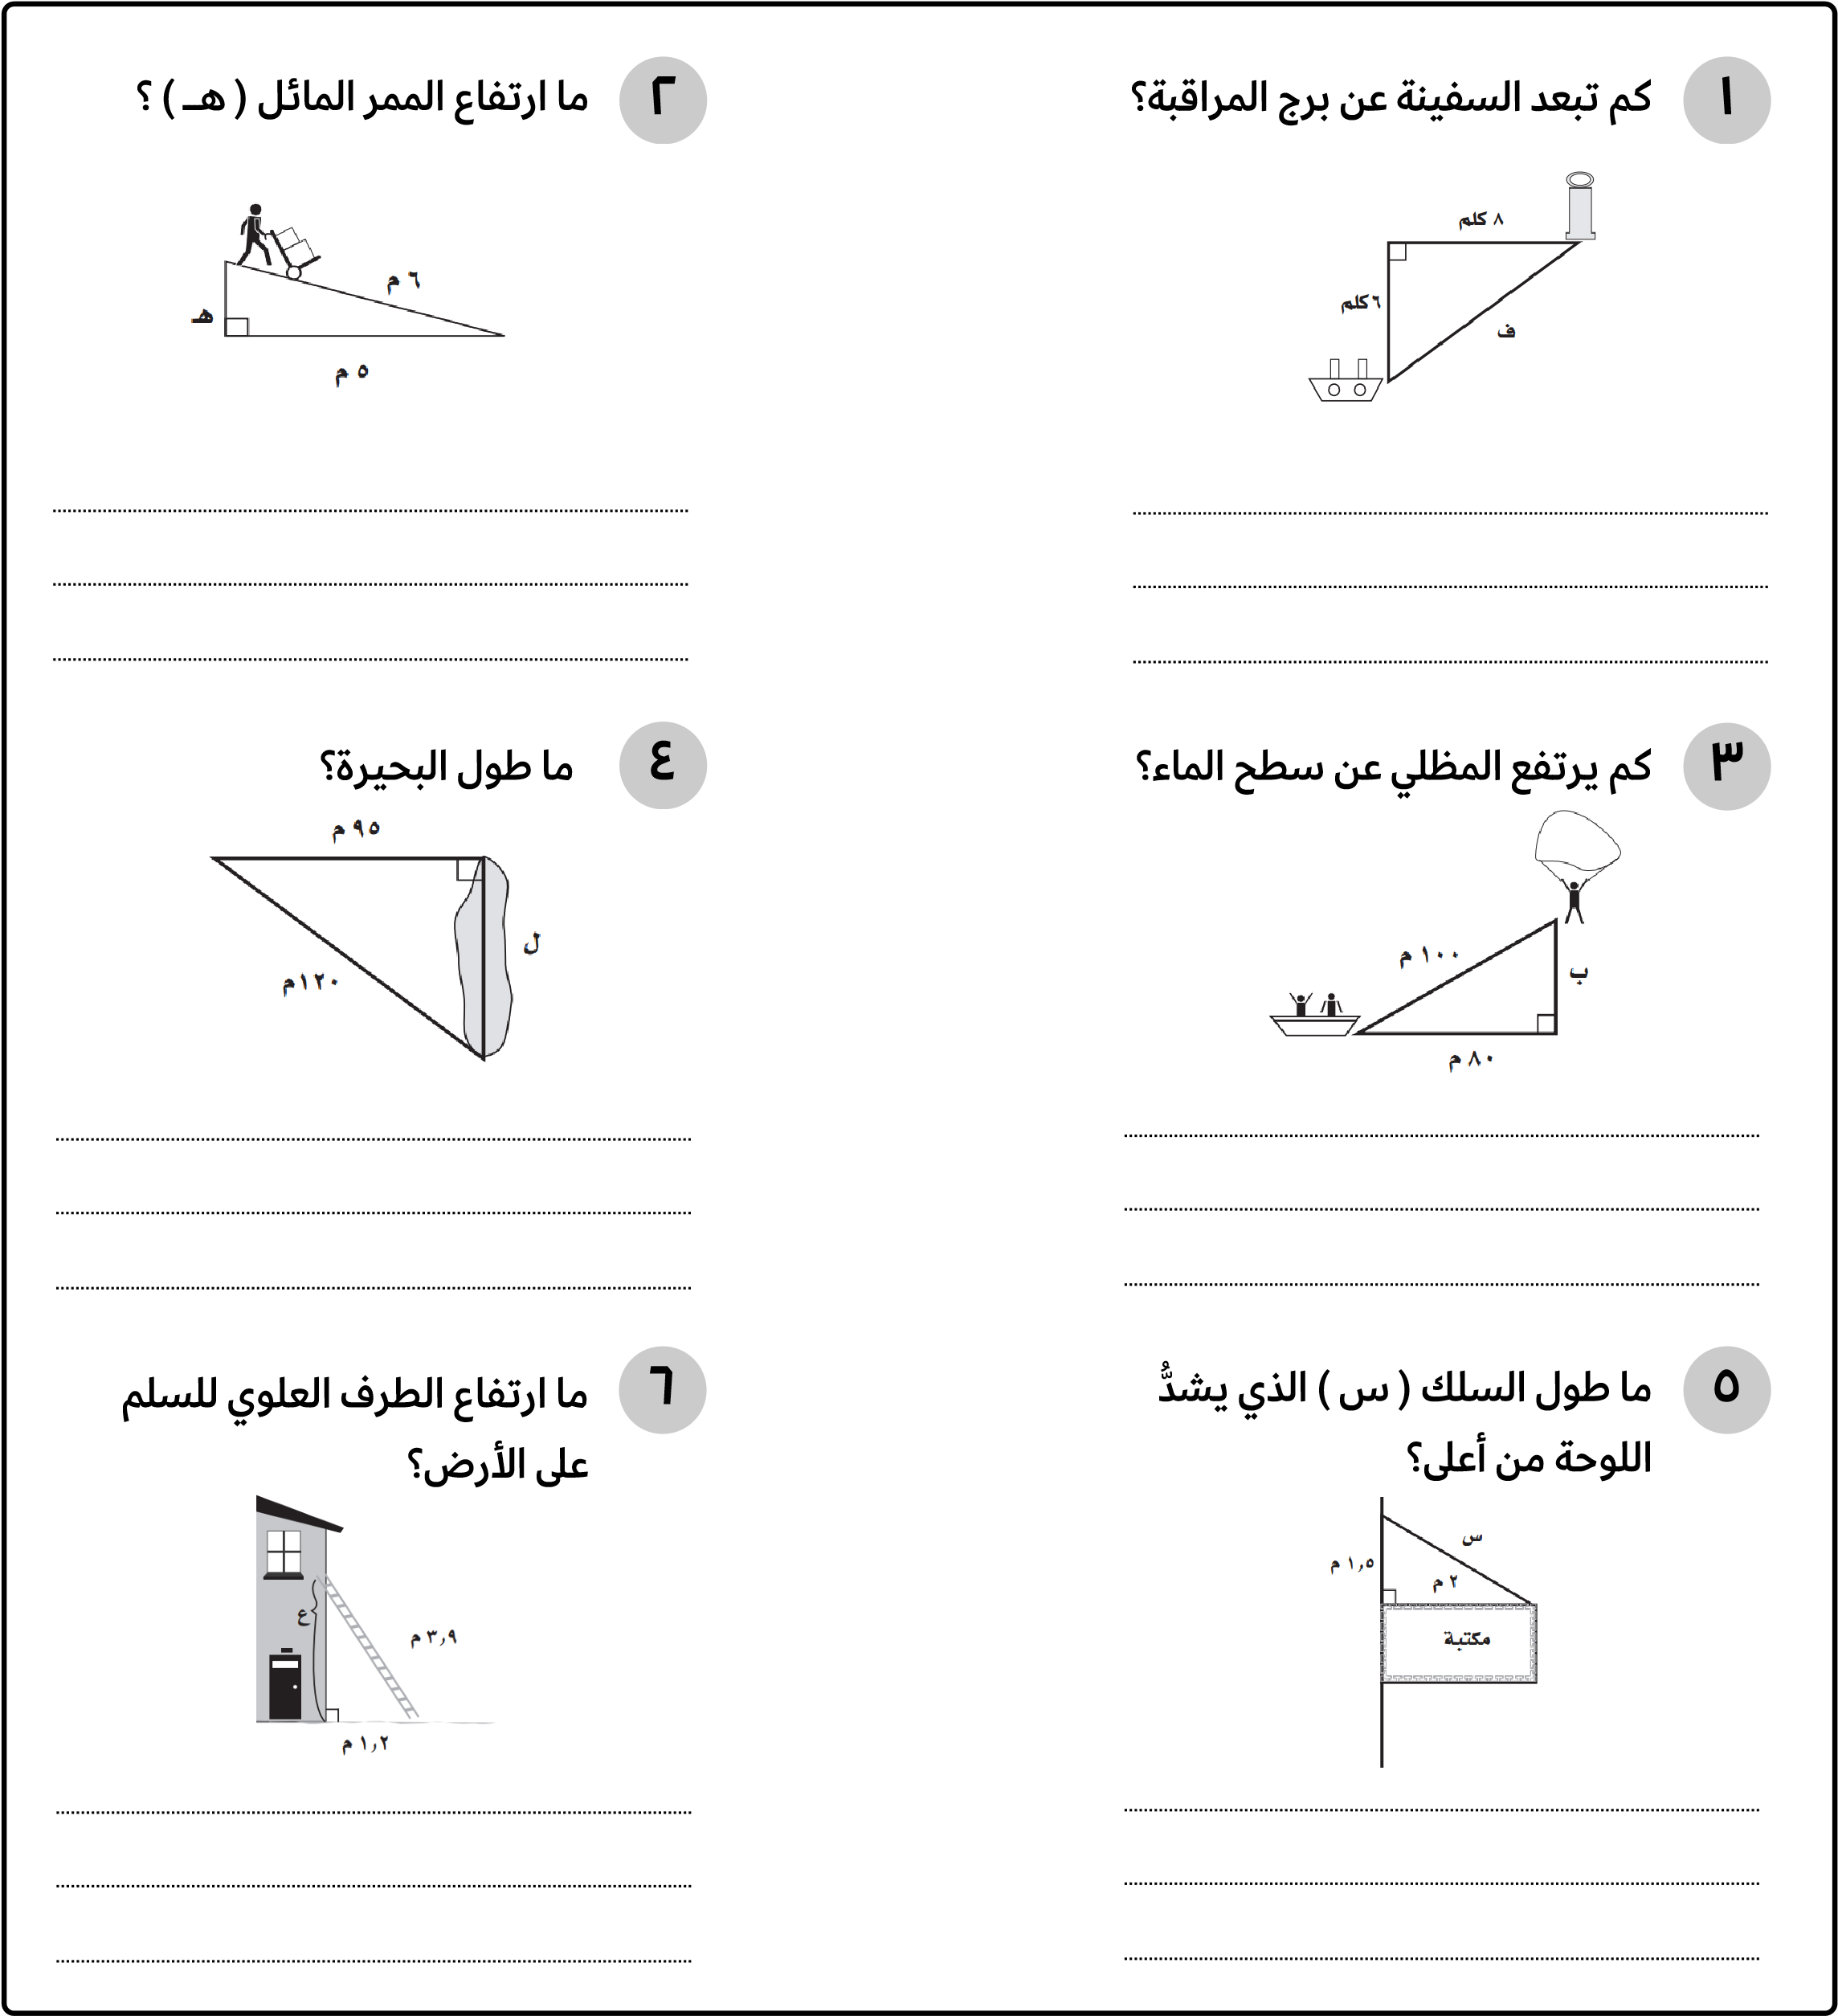 ١
كم تبعد السفينة عن برج المراقبة؟
٨ كلم
٦ كلم
ف
٢
ما ارتفاع الممر المائل ( هـ ) ؟
٦ م
هـ
٥ م
٣
كم يرتفع المظلي عن سطح الماء؟
١٠٠ م
ب
٨٠ م
٤
ما طول البحيرة؟
٩٥ م
ل
١٢٠م
٥
ما طول السلك ( س ) الذي يشدُّ
اللوحة من أعلى؟
س
١,٥ م
٢ م
مكتبة
٦
ما ارتفاع الطرف العلوي للسلم
على الأرض؟
ع
٣,٩ م
١,٢ م